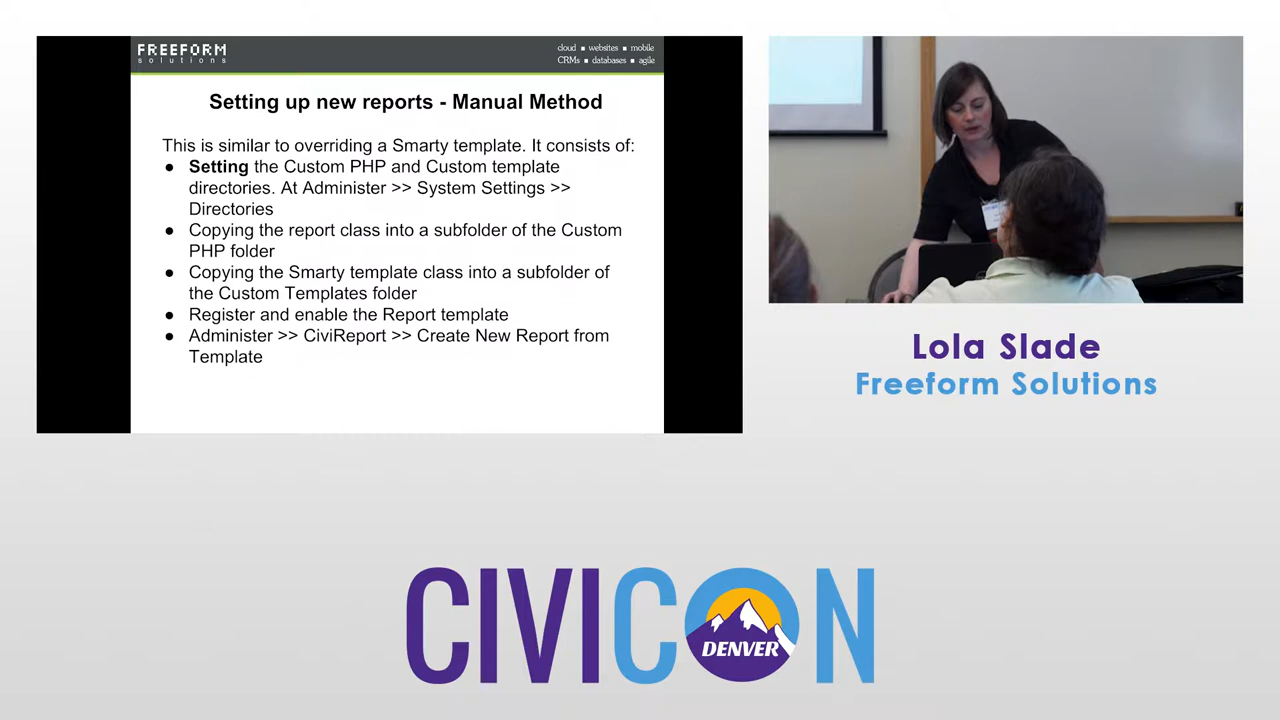 FREEFORM
solutions
cloud ■ websites ■ mobile
CRMs ■ databases ■ agile
Setting up new reports - Manual Method
This is similar to overriding a Smarty template. It consists of:
● Setting the Custom PHP and Custom template
directories. At Administer >> System Settings >>
Directories
● Copying the report class into a subfolder of the Custom
PHP folder
● Copying the Smarty template class into a subfolder of
the Custom Templates folder
● Register and enable the Report template
● Administer >> CiviReport >> Create New Report from
Template
Lola Slade
Freeform Solutions
CIVICON
DENVER